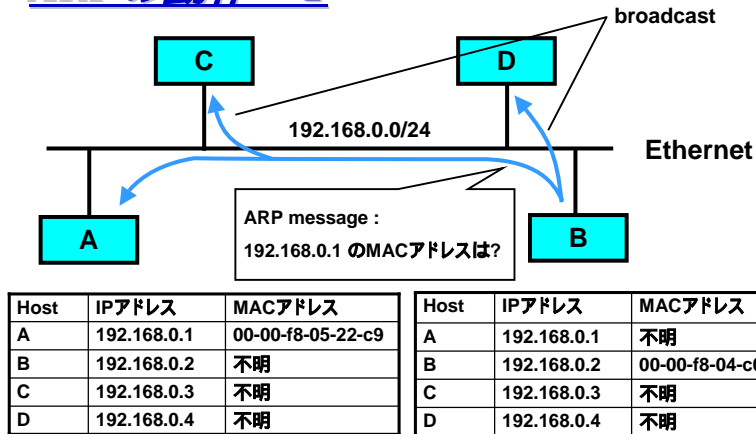 broadcast
C
D
192.168.0.0/24
Ethernet
A
ARP message :
192.168.0.1 のMACアドレスは?
B
Host IPアドレス MACアドレス
A 192.168.0.1 00-00-f8-05-22-c9
B 192.168.0.2 不明
C 192.168.0.3 不明
D 192.168.0.4 不明
Host IPアドレス MACアドレス
A 192.168.0.1 不明
B 192.168.0.2
C 192.168.0.3 不明
D 192.168.0.4 不明